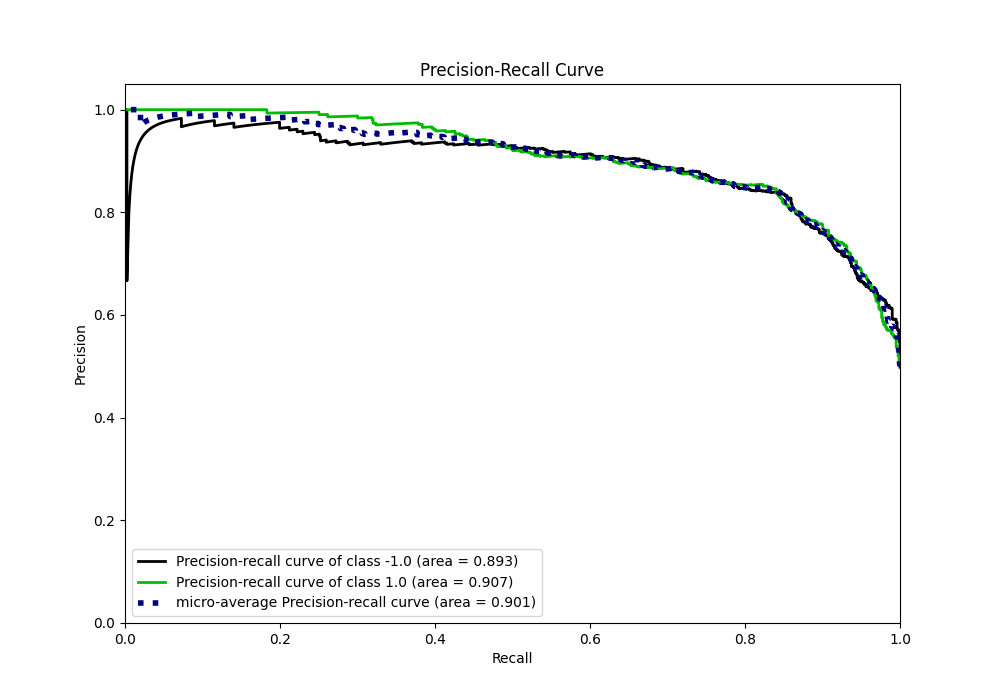 Precision-Recall Curve
1.0
0.8
0.6
0.4
0.2
0.0
Precision
Precision-recall curve of class -1.0 (area = 0.893)
Precision-recall curve of class 1.0 (area = 0.907)
micro-average Precision-recall curve (area = 0.901)
0.0 0.2 0.4 0.6 0.8 1.0
Recall